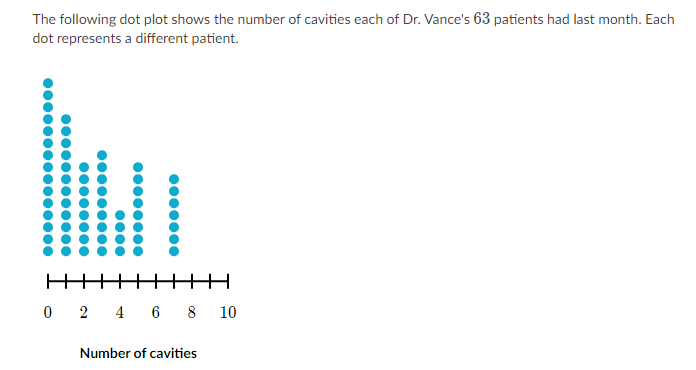 The following dot plot shows the number of cavities each of Dr. Vance's 63 patients had last month. Each
dot represents a different patient.
0 2 4 6 8 10
Number of cavities